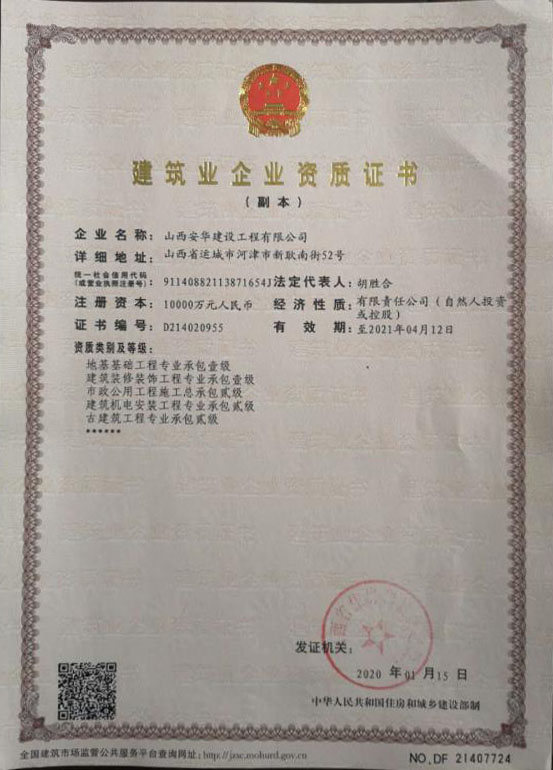 建筑业企业资质证书
（副本）
企业名称：山西安华建设工程有限公司
详细地址：山西省运城市河津市新耿南街52号
统一社会信用代码
（或营业执照注册号）：91140882113871654J 法定代表人：胡胜合
注册资本：10000万元人民币 经济性质：有限责任公司（自然人投资或控股）
证书编号：D214020955 有效期：至2021年04月12日
资质类别及等级：
地基基础工程专业承包壹级
建筑装修装饰工程专业承包壹级
市政公用工程施工总承包贰级
建筑机电安装工程专业承包贰级
古建筑工程专业承包贰级
******
发证机关：
2020 年 01 月 15 日
中华人民共和国住房和城乡建设部制
全国建筑市场监管公共服务平台查询网址：http://jzsc.mohurd.gov.cn
NO.DF 21407724